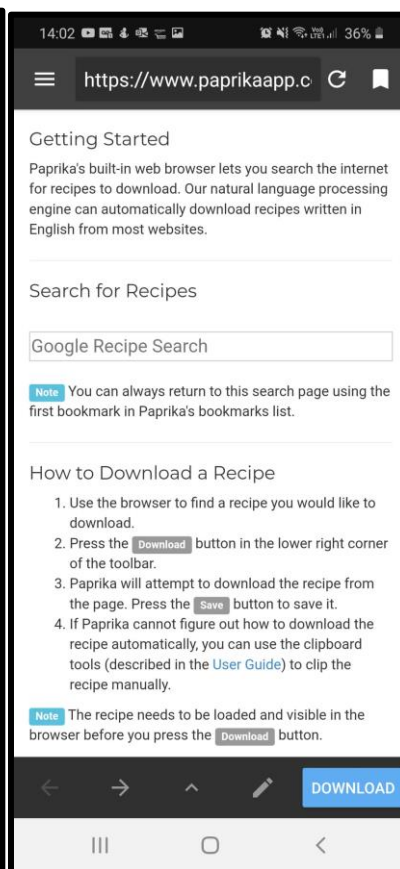 14:02
36%
https://www.paprikaapp.c
Getting Started
Paprika's built-in web browser lets you search the internet
for recipes to download. Our natural language processing
engine can automatically download recipes written in
English from most websites.
Search for Recipes
Google Recipe Search
Note You can always return to this search page using the
first bookmark in Paprika's bookmarks list.
How to Download a Recipe
1. Use the browser to find a recipe you would like to
download.
2. Press the Download button in the lower right corner
of the toolbar.
3. Paprika will attempt to download the recipe from
the page. Press the Save button to save it.
4. If Paprika cannot figure out how to download the
recipe automatically, you can use the clipboard
tools (described in the User Guide) to clip the
recipe manually.
Note The recipe needs to be loaded and visible in the
browser before you press the Download button.
DOWNLOAD